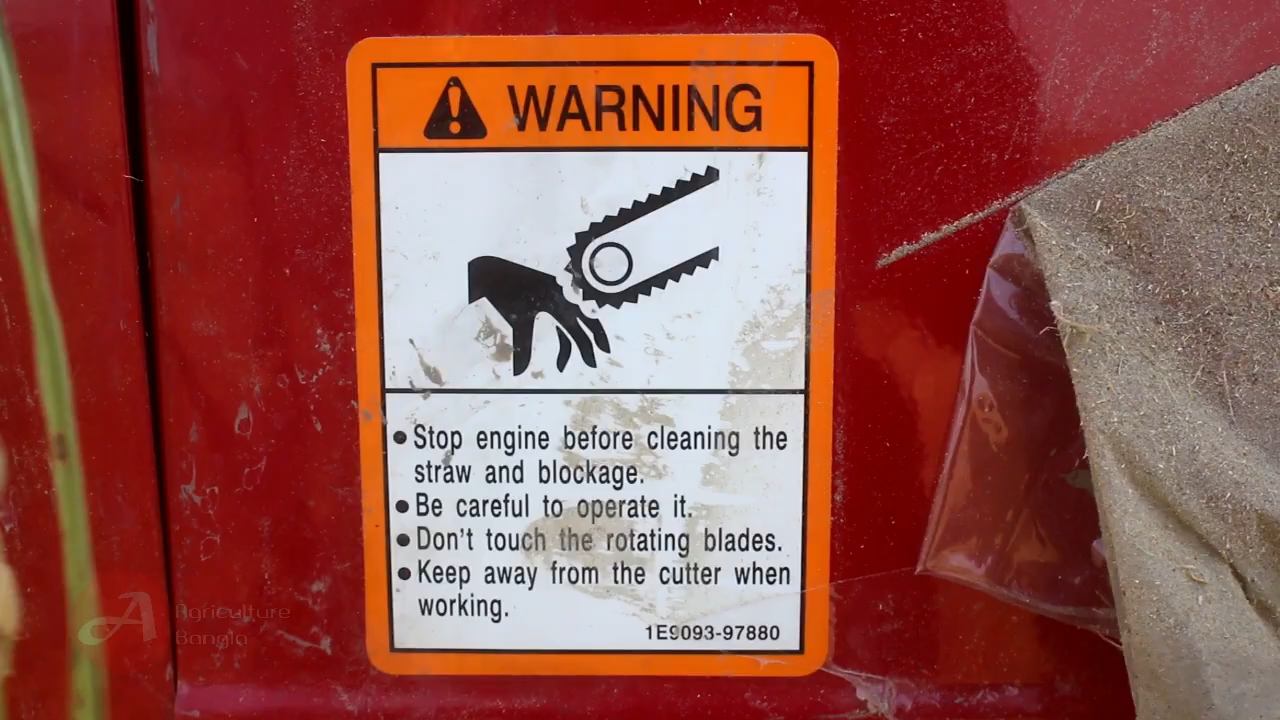 WARNING
● Stop engine before cleaning the
straw and blockage.
● Be careful to operate it.
● Don't touch the rotating blades.
● Keep away from the cutter when
working.
1E9093-97880
Agriculture
Bangla